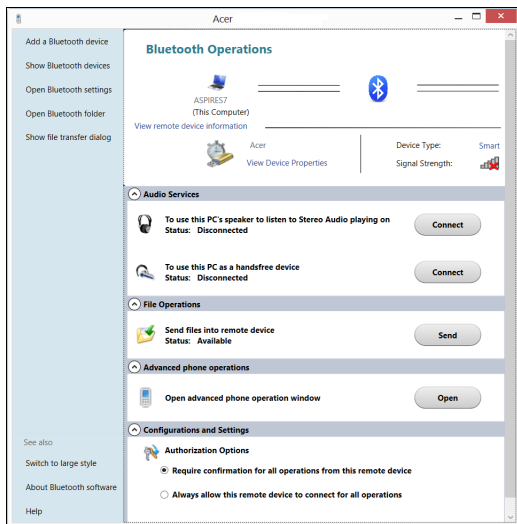 Acer
Add a Bluetooth device
Show Bluetooth devices
Open Bluetooth settings
Open Bluetooth folder
Show file transfer dialog
Bluetooth Operations
ASPIRES7
(This Computer)
View remote device information
Acer
View Device Properties
Device Type: Smart
Signal Strength:
Audio Services
To use this PC's speaker to listen to Stereo Audio playing on
Status: Disconnected
Connect
To use this PC as a handsfree device
Status: Disconnected
Connect
File Operations
Send files into remote device
Status: Available
Send
Advanced phone operations
Open advanced phone operation window
Open
Configurations and Settings
Authorization Options
Require confirmation for all operations from this remote device
Always allow this remote device to connect for all operations
See also
Switch to large style
About Bluetooth software
Help